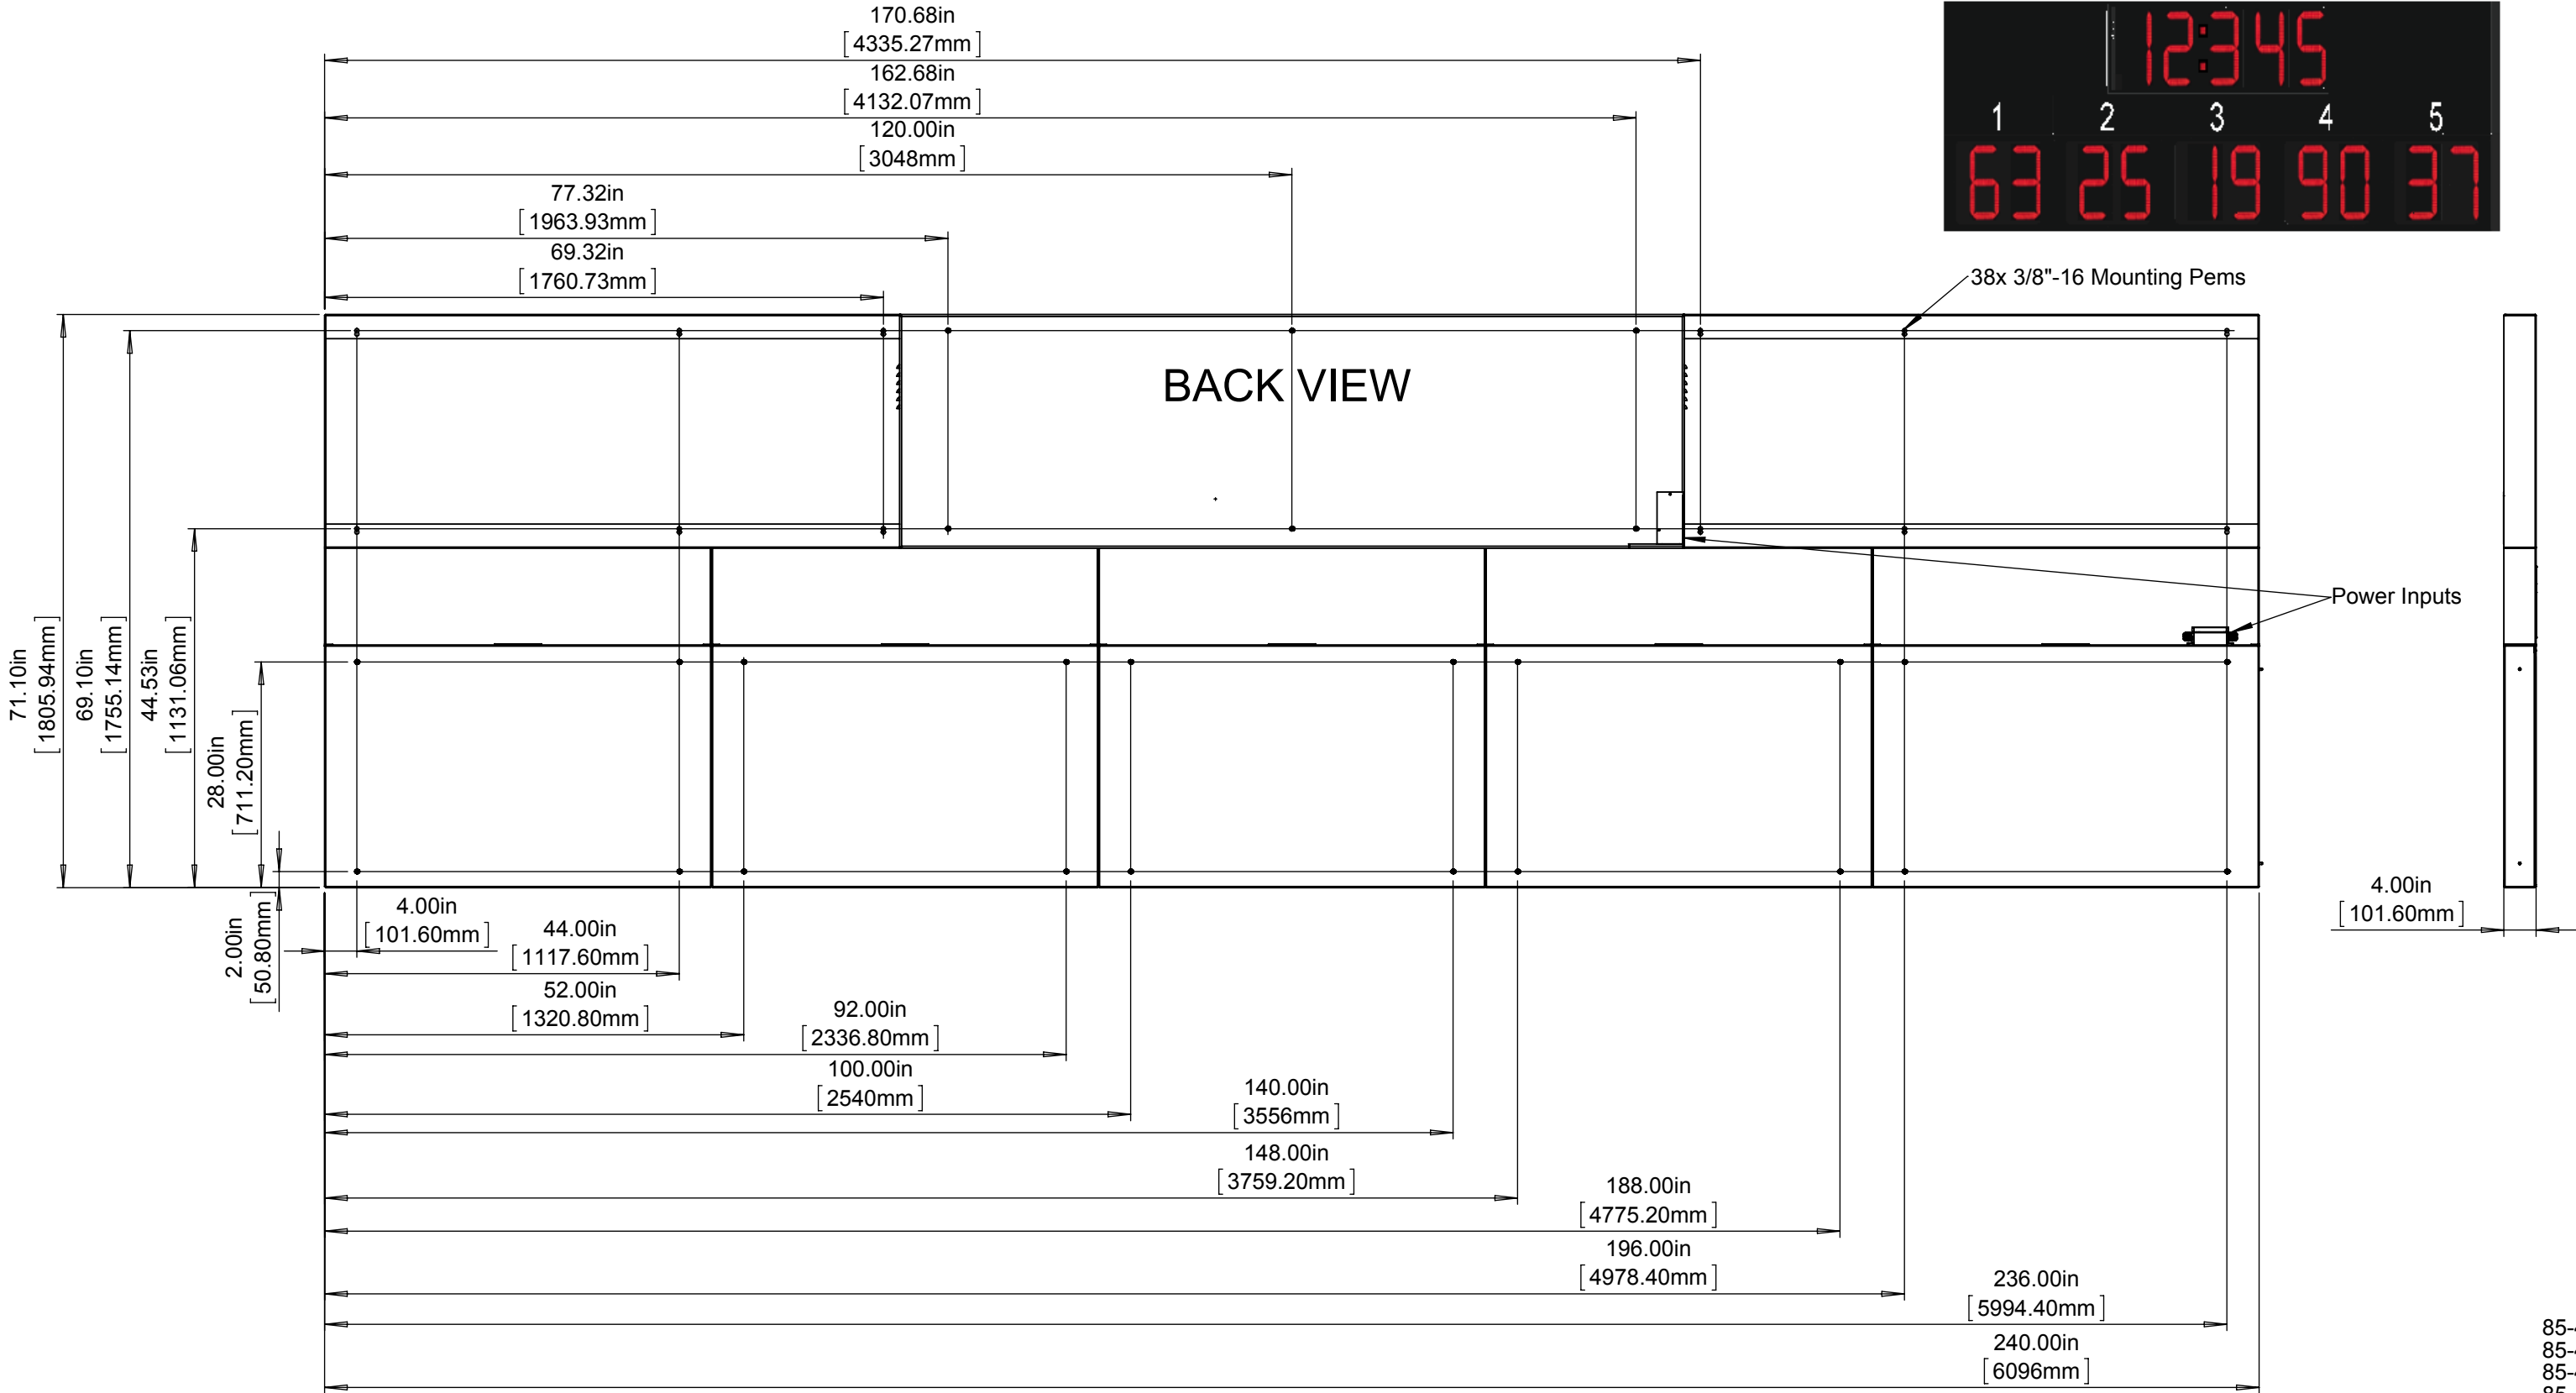 170.68in
[4335.27mm]
162.68in
[4132.07mm]
120.00in
[3048mm]
77.32in
[1963.93mm]
69.32in
[1760.73mm]
12:345
1 2 3 4 5
63 25 19 90 37
38x 3/8"-16 Mounting Pems
BACK VIEW
Power Inputs
71.10in
[1805.94mm]
69.10in
[1755.14mm]
44.53in
[1131.06mm]
28.00in
[711.20mm]
2.00in
[50.80mm]
4.00in
[101.60mm]
4.00in
[101.60mm]
44.00in
[1117.60mm]
52.00in
[1320.80mm]
92.00in
[2336.80mm]
100.00in
[2540mm]
140.00in
[3556mm]
148.00in
[3759.20mm]
188.00in
[4775.20mm]
196.00in
[4978.40mm]
236.00in
[5994.40mm]
240.00in
[6096mm]